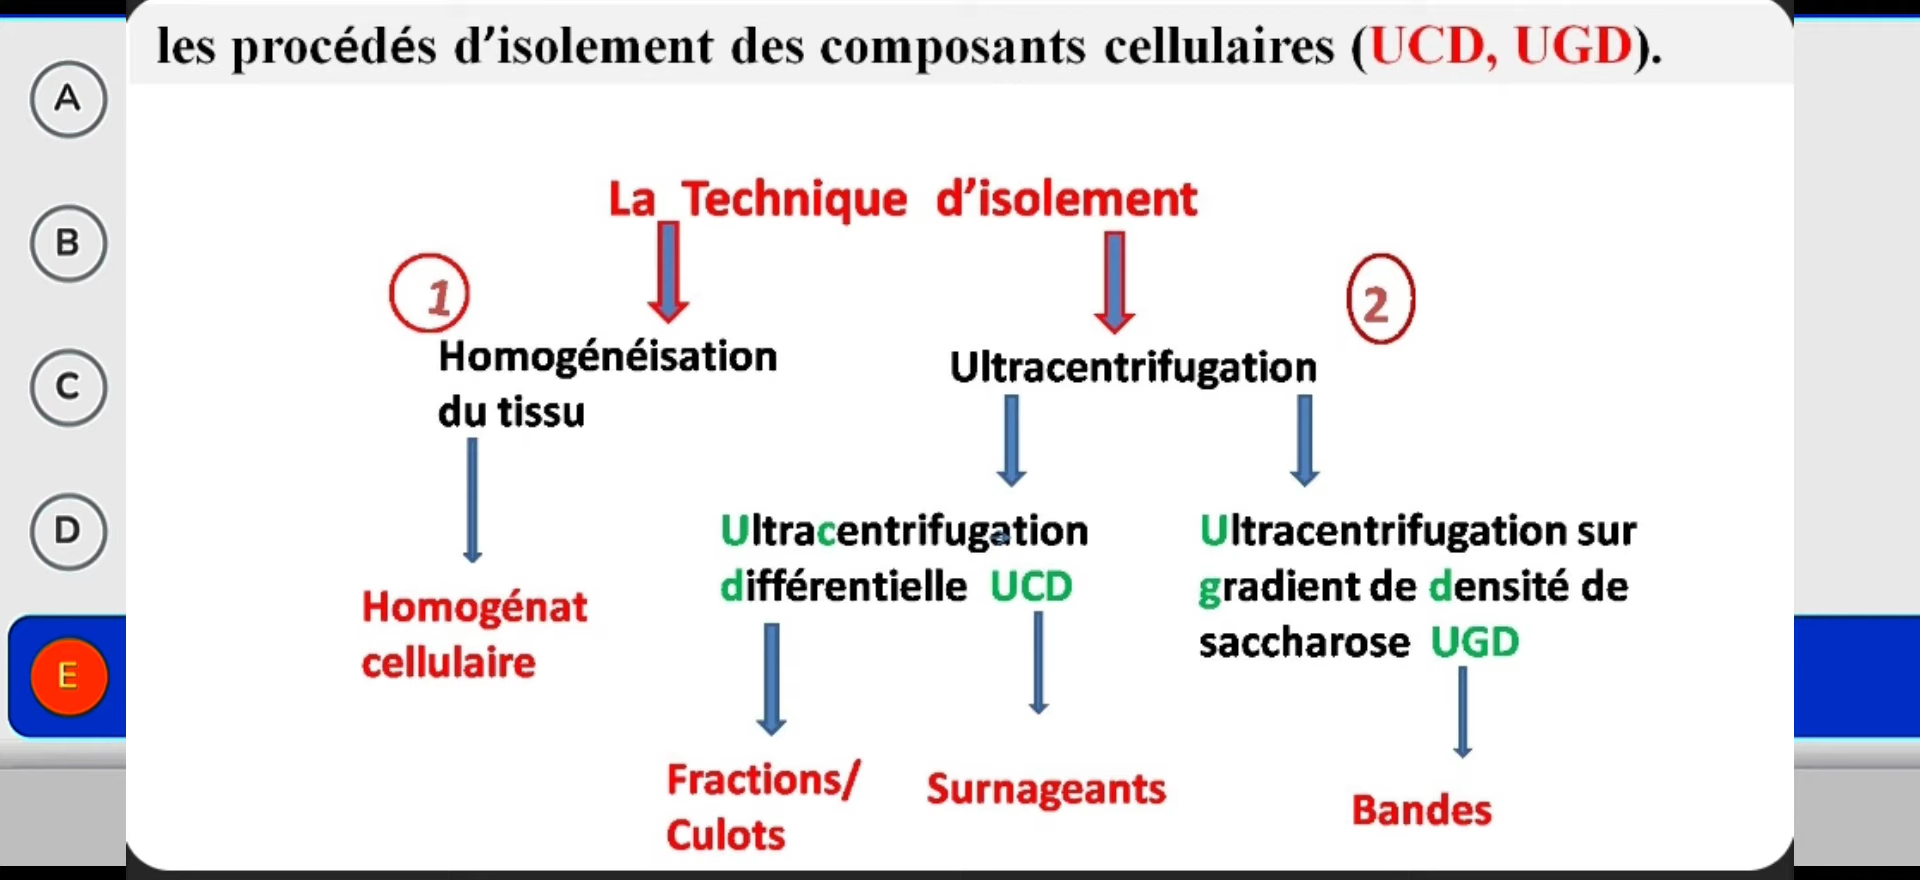 les procédés d'isolement des composants cellulaires (UCD, UGD).
A
B
C
D
E
La Technique d'isolement
1
2
Homogénéisation
du tissu
Ultracentrifugation
Homogénat
cellulaire
Ultracentrifugation
différentielle UCD
Ultracentrifugation sur
gradient de densité de
saccharose UGD
Fractions/
Culots
Surnageants
Bandes